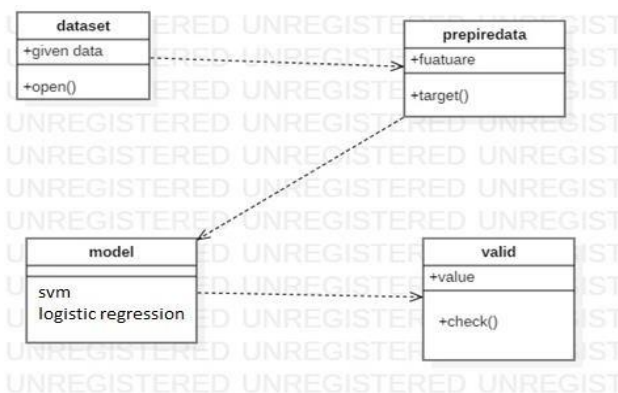 dataset
+given data
+open()
prepiredata
+fuatuare
+target()
model
svm
logistic regression
valid
+value
+check()
UNREGISTERED UNREGISTERED UNREGIST